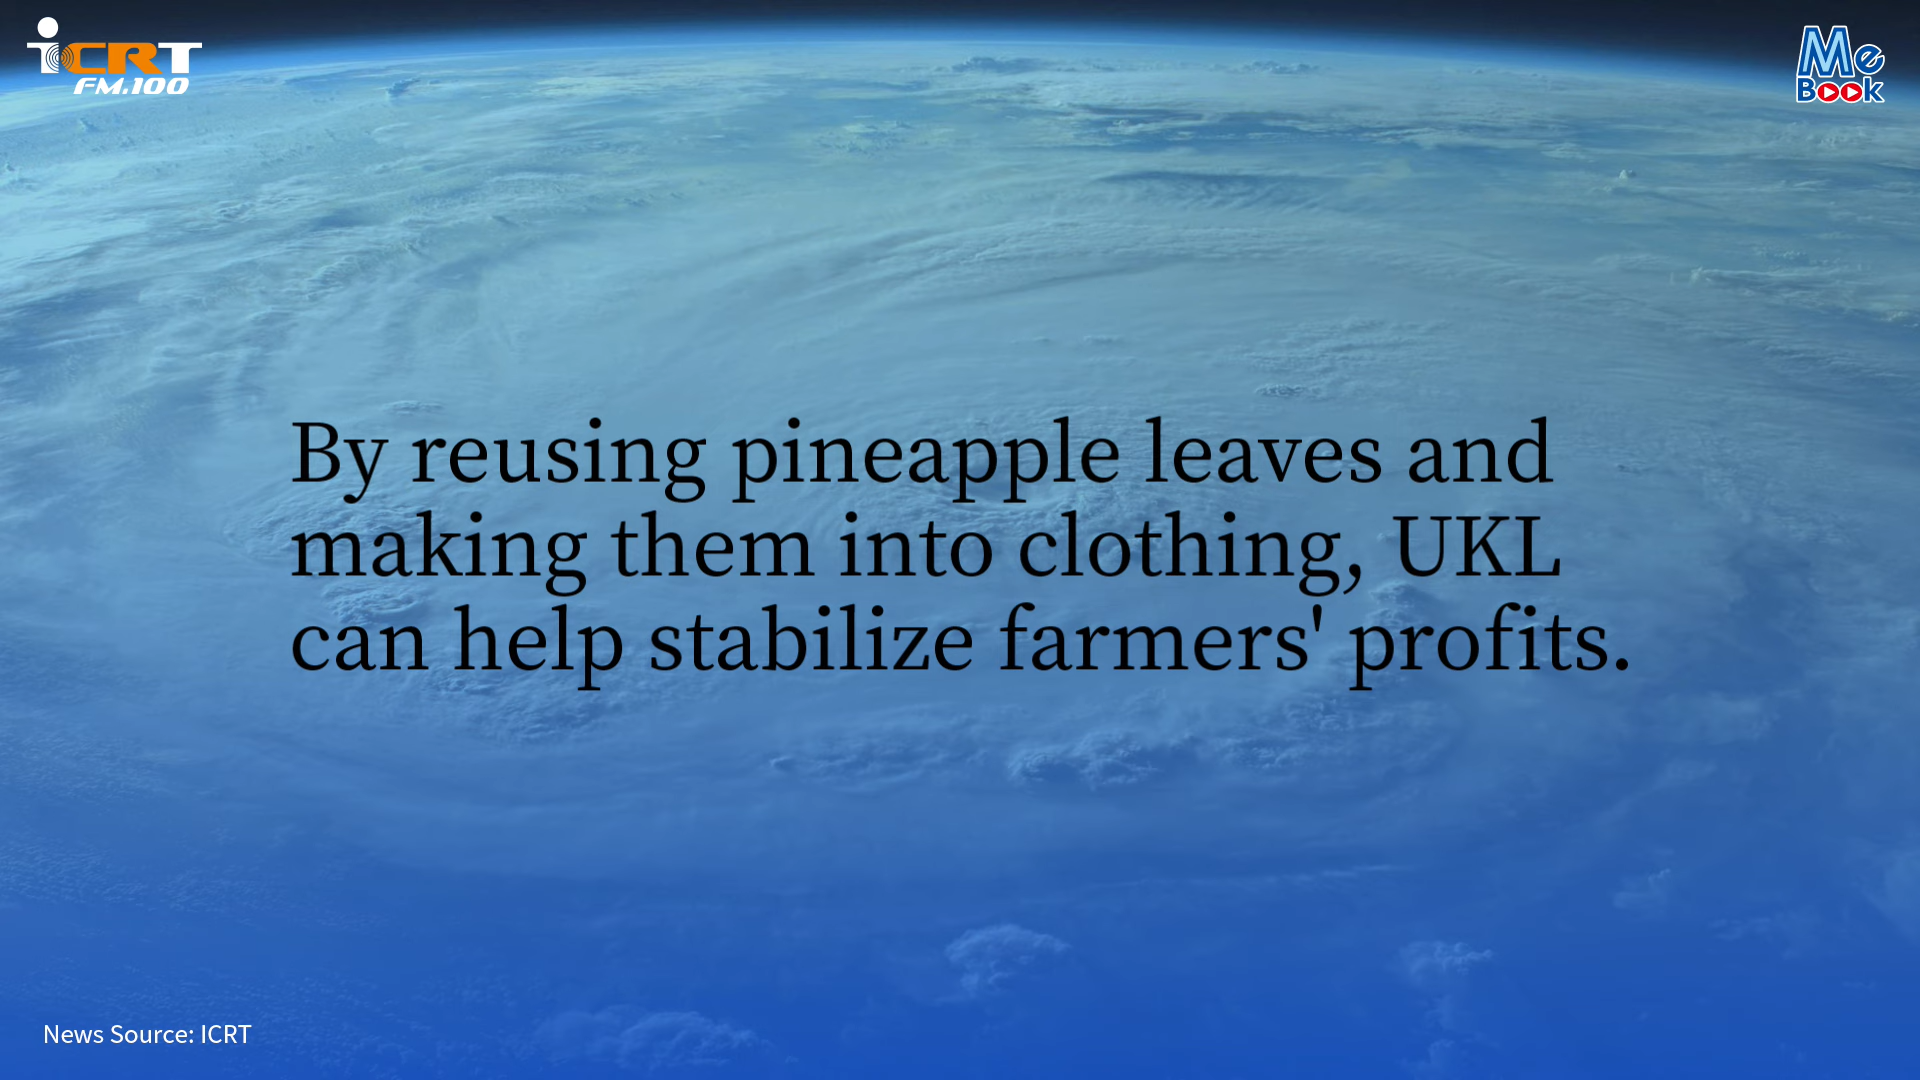 iCRT
FM.100
Me
Book
By reusing pineapple leaves and
making them into clothing, UKL
can help stabilize farmers' profits.
News Source: ICRT